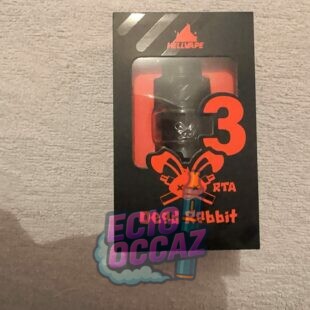 HELLVAPE
3
RTA
Dead Rabbit
ECIG
OCCAZ